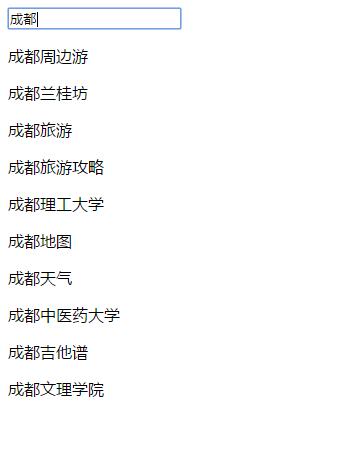 成都
成都周边游
成都兰桂坊
成都旅游
成都旅游攻略
成都理工大学
成都地图
成都天气
成都中医药大学
成都吉他谱
成都文理学院